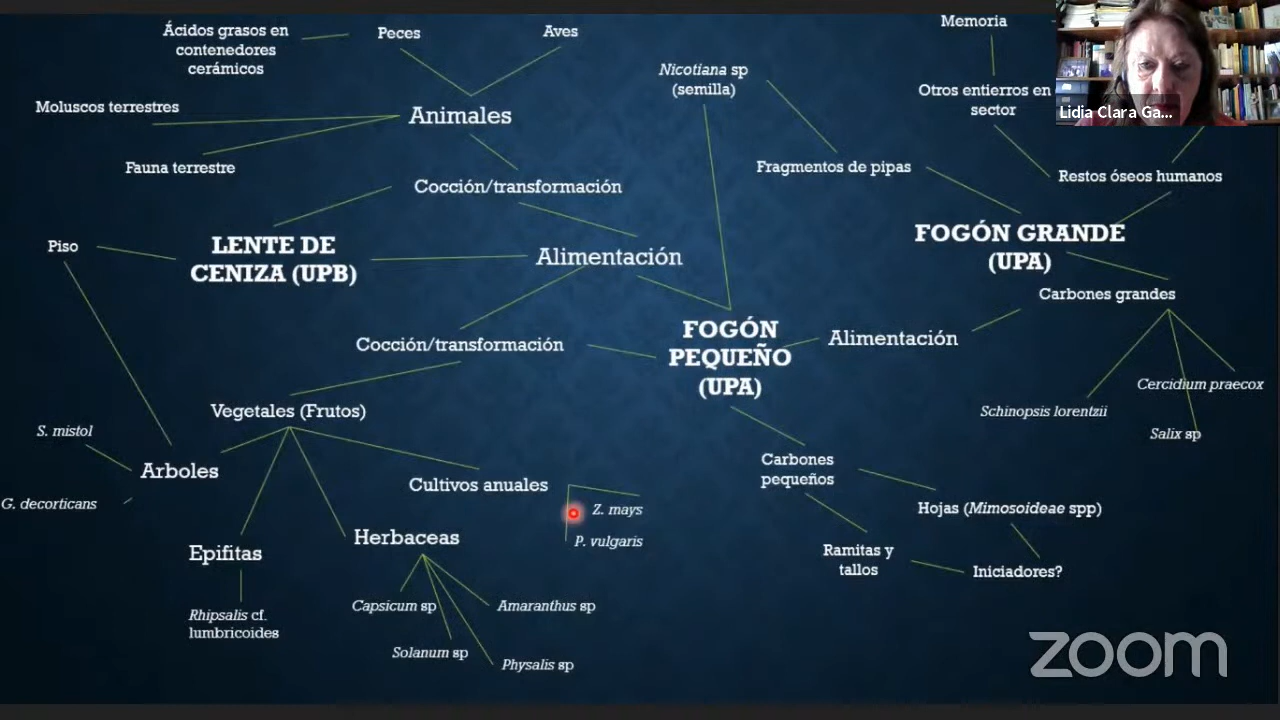 Ácidos grasos en
contenedores
cerámicos
Peces
Aves
Memoria
Nicotiana sp
(semilla)
Otros entierros en
sector
Lidia Clara Ga...
Moluscos terrestres
Animales
Fauna terrestre
Fragmentos de pipas
Restos óseos humanos
Cocción/transformación
LENTE DE
CENIZA (UPB)
Piso
Alimentación
FOGÓN GRANDE
(UPA)
Carbones grandes
FOGÓN
PEQUEÑO
(UPA)
Alimentación
Cocción/transformación
Cercidium praecox
Schinopsis lorentzii
Salix sp
Vegetales (Frutos)
S. mistol
Arboles
G. decorticans
Cultivos anuales
Z. mays
P. vulgaris
Carbones
pequeños
Hojas (Mimosoideae spp)
Herbaceas
Epifitas
Ramitas y
tallos
Iniciadores?
Rhipsalis cf.
lumbricoides
Capsicum sp
Amaranthus sp
Solanum sp
Physalis sp
zoom